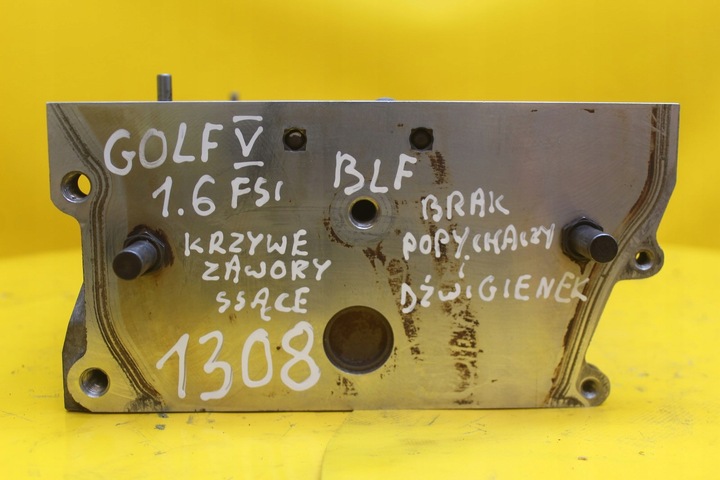 GOLF V
1.6 FSI
BLF
KRZYWE
ZAWORY
SSĄCE
1308
BRAK
POPYCHACZY
i
DŹWIGIENEK